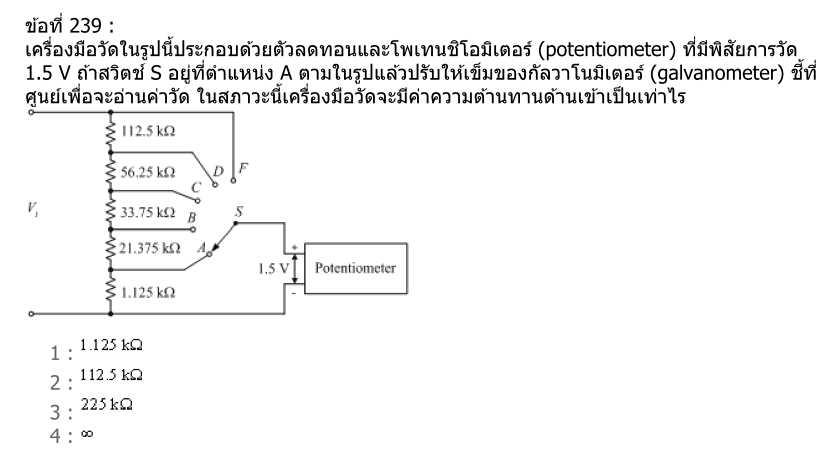 ข้อที่ 239 :
เครื่องมือวัดในรูปนี้ประกอบด้วยตัวลดทอนและโพเทนชิโอมิเตอร์ (potentiometer) ที่มีพิสัยการวัด
1.5 V ถ้าสวิตช์ S อยู่ที่ตำแหน่ง A ตามในรูปแล้วปรับให้เข็มของกัลวาโนมิเตอร์ (galvanometer) ชี้ที่
ศูนย์เพื่อจะอ่านค่าวัด ในสภาวะนี้เครื่องมือวัดจะมีค่าความต้านทานด้านเข้าเป็นเท่าไร
112.5 kΩ
56.25 kΩ D F
C
V, 33.75 kΩ B S
21.375 kΩ A
+
1.5 V Potentiometer
1.125 kΩ -
1 : 1.125 kΩ
2 : 112.5 kΩ
3 : 225 kΩ
4 : ∞